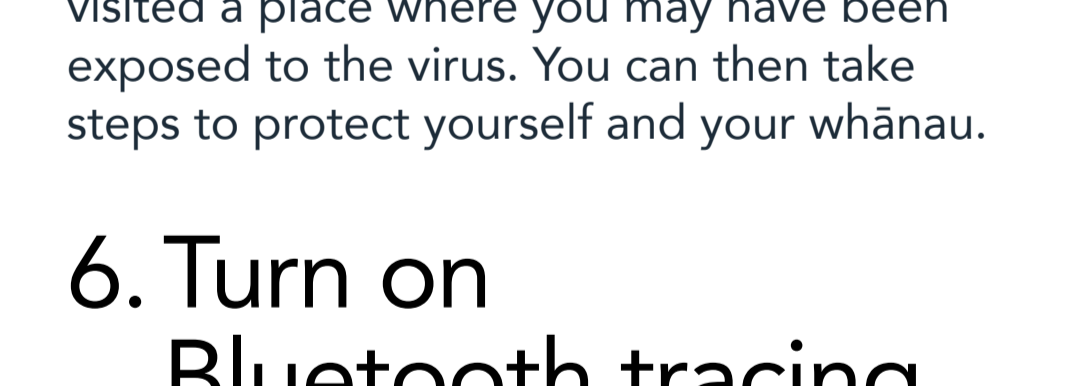 visited a place where you may have been
exposed to the virus. You can then take
steps to protect yourself and your whānau.
6. Turn on
Bluetooth tracing